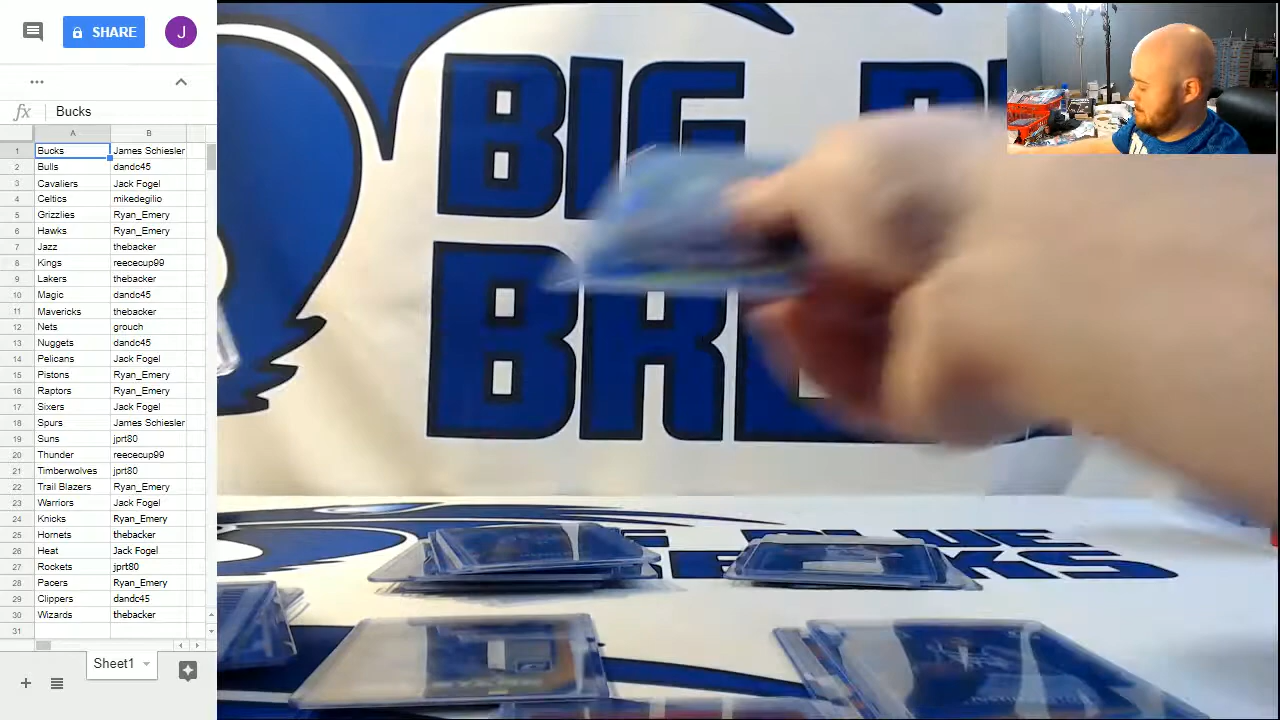 SHARE
J
...
fx Bucks
A B
1 Bucks James Schiesler
2 Bulls dandc45
3 Cavaliers Jack Fogel
4 Celtics mikedegilio
5 Grizzlies Ryan_Emery
6 Hawks Ryan_Emery
7 Jazz thebacker
8 Kings reececup99
9 Lakers thebacker
10 Magic dandc45
11 Mavericks thebacker
12 Nets grouch
13 Nuggets dandc45
14 Pelicans Jack Fogel
15 Pistons Ryan_Emery
16 Raptors Ryan_Emery
17 Sixers Jack Fogel
18 Spurs James Schiesler
19 Suns jprt80
20 Thunder reececup99
21 Timberwolves jprt80
22 Trail Blazers Ryan_Emery
23 Warriors Jack Fogel
24 Knicks Ryan_Emery
25 Hornets thebacker
26 Heat Jack Fogel
27 Rockets jprt80
28 Pacers Ryan_Emery
29 Clippers dandc45
30 Wizards thebacker
31
Sheet1
BIG
BLUE